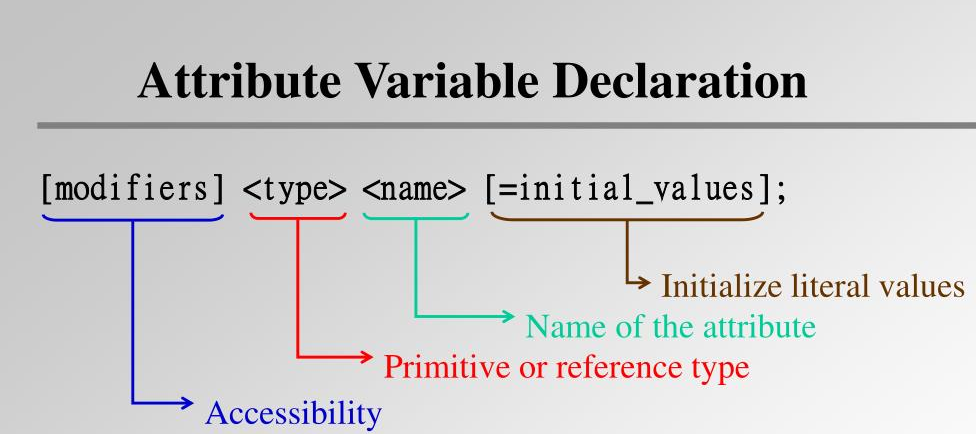 Attribute Variable Declaration
[modifiers] <type> <name> [=initial_values];
Initialize literal values
Name of the attribute
Primitive or reference type
Accessibility